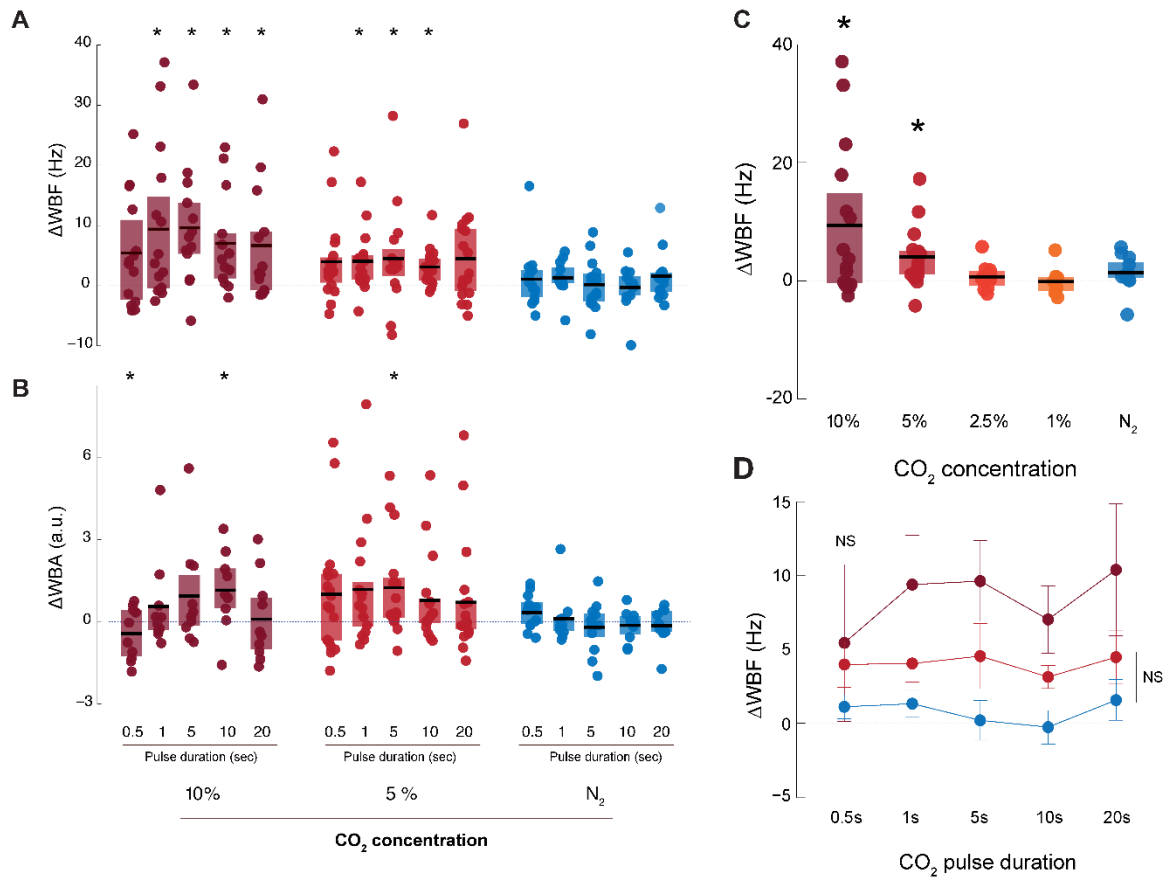 A
* * * * * * *
ΔWBF (Hz)
40
30
20
10
0
−10
B
* * *
ΔWBA (a.u.)
6
3
0
−3
0.5 1 5 10 20 0.5 1 5 10 20 0.5 1 5 10 20
Pulse duration (sec) Pulse duration (sec) Pulse duration (sec)
10% 5 % N₂
CO₂ concentration
C
*
*
ΔWBF (Hz)
40
20
0
-20
10% 5% 2.5% 1% N₂
CO₂ concentration
D
ΔWBF (Hz)
15
10
5
0
−5
NS
NS
0.5s 1s 5s 10s 20s
CO₂ pulse duration